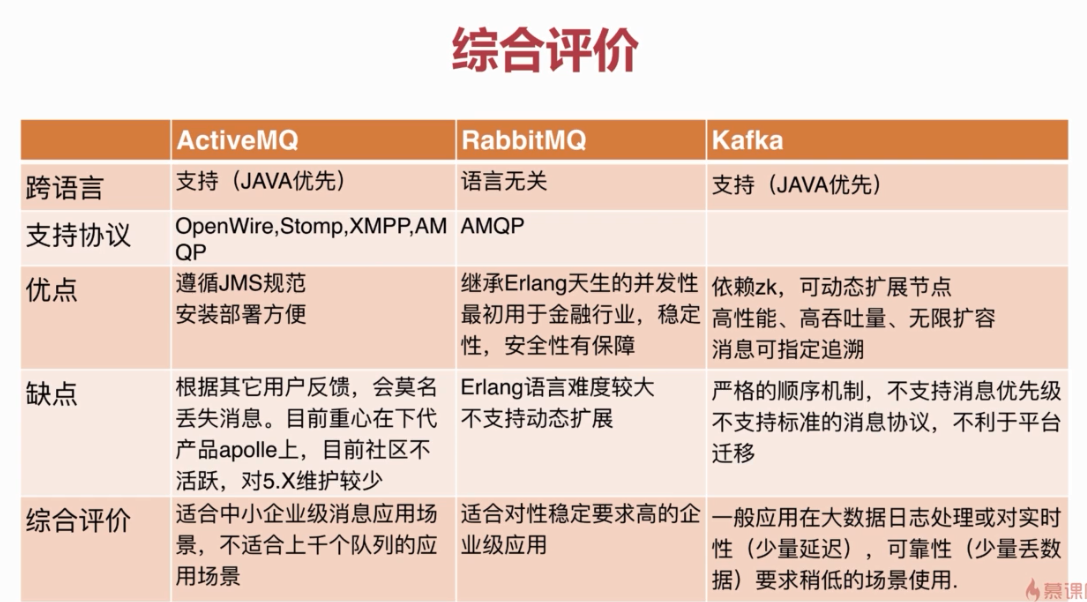 综合评价
ActiveMQ
RabbitMQ
Kafka
跨语言
支持（JAVA优先）
语言无关
支持（JAVA优先）
支持协议
OpenWire,Stomp,XMPP,AM
QP
AMQP
优点
遵循JMS规范
安装部署方便
继承Erlang天生的并发性
最初用于金融行业，稳定
性，安全性有保障
依赖zk，可动态扩展节点
高性能、高吞吐量、无限扩容
消息可指定追溯
缺点
根据其它用户反馈，会莫名
丢失消息。目前重心在下代
产品apolle上，目前社区不
活跃，对5.X维护较少
Erlang语言难度较大
不支持动态扩展
严格的顺序机制，不支持消息优先级
不支持标准的消息协议，不利于平台
迁移
综合评价
适合中小企业级消息应用场
景，不适合上千个队列的应
用场景
适合对性稳定要求高的企
业级应用
一般应用在大数据日志处理或对实时
性（少量延迟），可靠性（少量丢数
据）要求稍低的场景使用.
慕课